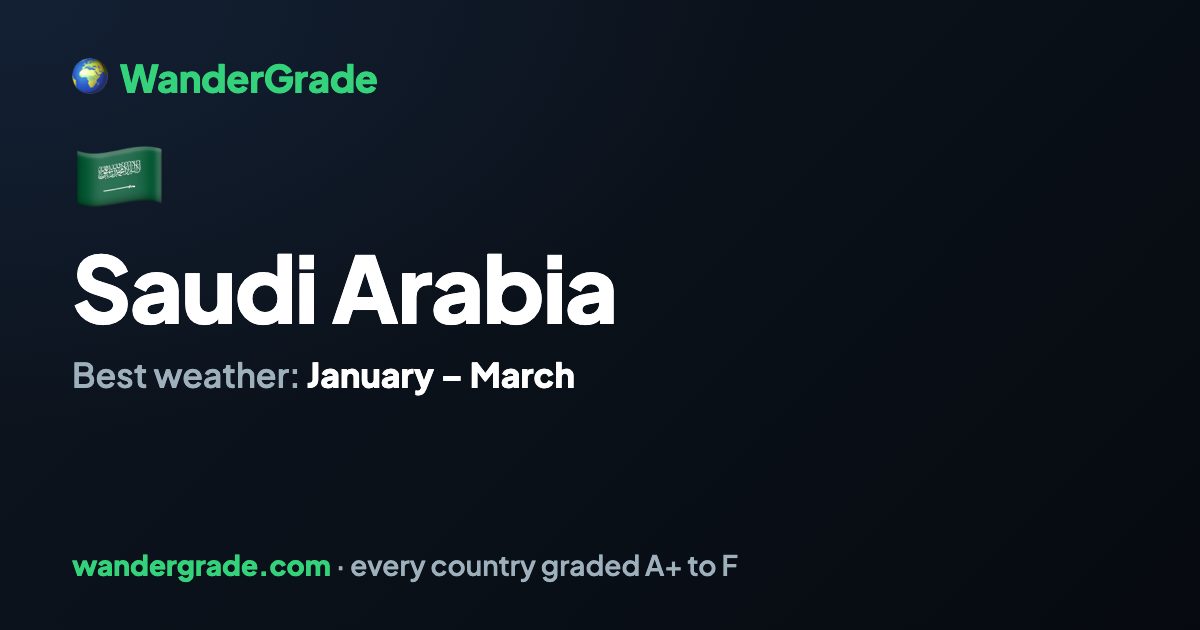 WanderGrade
Saudi Arabia
Best weather: January – March
wandergrade.com · every country graded A+ to F